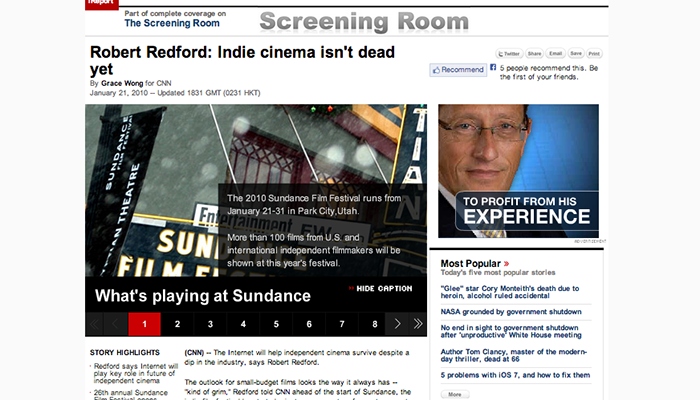 iReport
Part of complete coverage on
The Screening Room
Screening Room
Robert Redford: Indie cinema isn't dead
yet
By Grace Wong for CNN
January 21, 2010 -- Updated 1831 GMT (0231 HKT)
Twitter Share Email Save Print
Recommend
5 people recommend this. Be
the first of your friends.
SUNDANCE
FILM FESTIVAL
THEATRE
The 2010 Sundance Film Festival runs from
January 21-31 in Park City,Utah.
More than 100 films from U.S. and
international independent filmmakers will be
shown at this year's festival.
Entertainment
SUN
FILM
What's playing at Sundance
HIDE CAPTION
1 2 3 4 5 6 7 8
TO PROFIT FROM HIS
EXPERIENCE
ADVERTISEMENT
Most Popular »
Today's five most popular stories
"Glee" star Cory Monteith's death due to
heroin, alcohol ruled accidental
NASA grounded by government shutdown
No end in sight to government shutdown
after 'unproductive' White House meeting
Author Tom Clancy, master of the modern-
day thriller, dead at 66
5 problems with iOS 7, and how to fix them
More
STORY HIGHLIGHTS
Redford says Internet will
play key role in future of
independent cinema
26th annual Sundance
Film Festival opens
(CNN) -- The Internet will help independent cinema survive despite a
dip in the industry, says Robert Redford.
The outlook for small-budget films looks the way it always has --
"kind of grim," Redford told CNN ahead of the start of Sundance, the